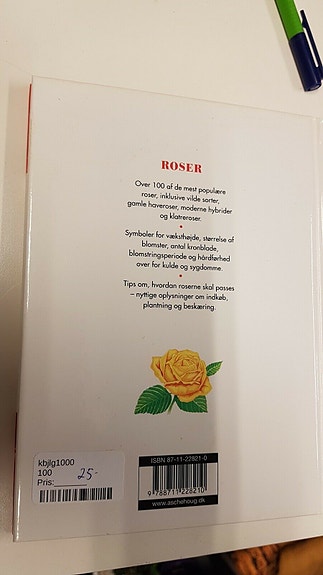 ROSER
Over 100 af de mest populære
roser, inklusive vilde sorter,
gamle haveroser, moderne hybrider
og klatreroser.
•
Symboler for væksthøjde, størrelse af
blomster, antal kronblade,
blomstringsperiode og hårdførhed
over for kulde og sygdomme.
•
Tips om, hvordan roserne skal passes
– nyttige oplysninger om indkøb,
plantning og beskæring.
kbjlg1000
100
Pris: 25-
ISBN 87-11-22821-0
9 788711 228210
www.aschehoug.dk